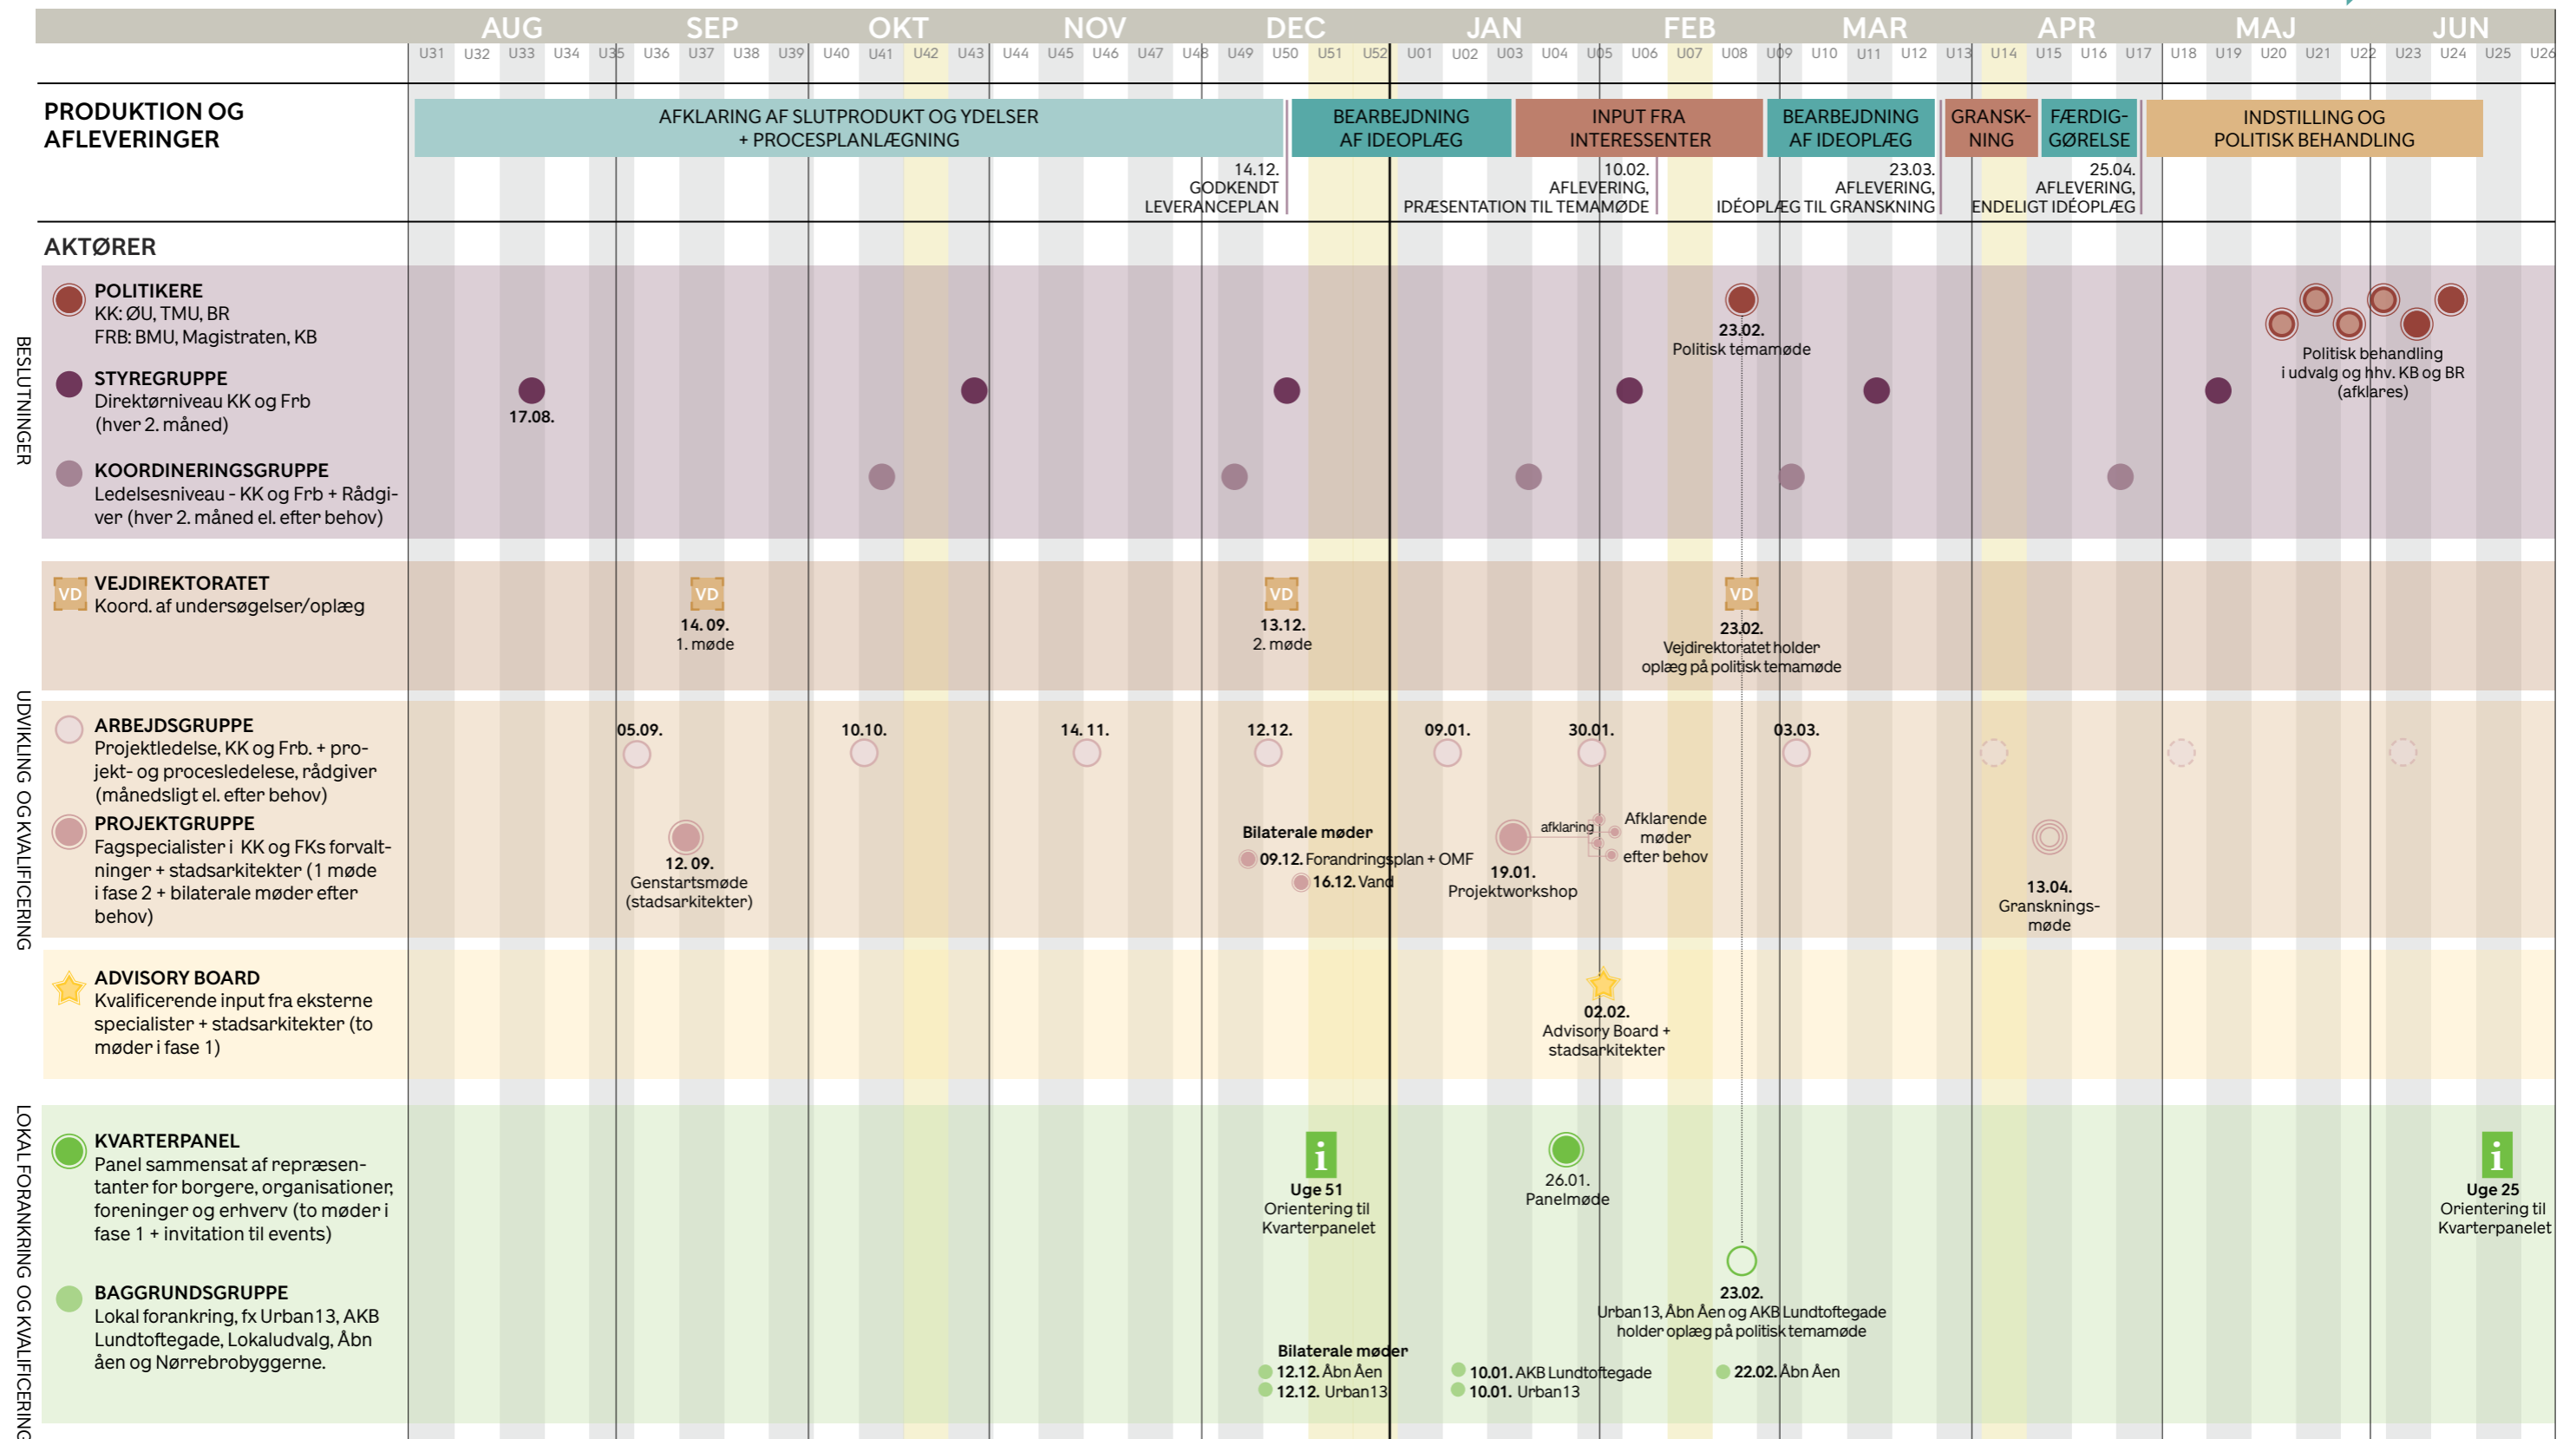 AUG SEP OKT NOV DEC JAN FEB MAR APR MAJ JUN
U31 U32 U33 U34 U35 U36 U37 U38 U39 U40 U41 U42 U43 U44 U45 U46 U47 U48 U49 U50 U51 U52 U01 U02 U03 U04 U05 U06 U07 U08 U09 U10 U11 U12 U13 U14 U15 U16 U17 U18 U19 U20 U21 U22 U23 U24 U25 U26
PRODUKTION OG
AFLEVERINGER
AFKLARING AF SLUTPRODUKT OG YDELSER
+ PROCESPLANLÆGNING
BEARBEJDNING
AF IDEOPLÆG
INPUT FRA
INTERESSENTER
BEARBEJDNING
AF IDEOPLÆG
GRANSK-
NING
FÆRDIG-
GØRELSE
INDSTILLING OG
POLITISK BEHANDLING
14.12.
GODKENDT
LEVERANCEPLAN
10.02.
AFLEVERING,
PRÆSENTATION TIL TEMAMØDE
23.03.
AFLEVERING,
IDÉOPLÆG TIL GRANSKNING
25.04.
AFLEVERING,
ENDELIGT IDÉOPLÆG
AKTØRER
BESLUTNINGER
POLITIKERE
KK: ØU, TMU, BR
FRB: BMU, Magistraten, KB
23.02.
Politisk temamøde
Politisk behandling
i udvalg og hhv. KB og BR
(afklares)
STYREGRUPPE
Direktørniveau KK og Frb
(hver 2. måned)
17.08.
KOORDINERINGSGRUPPE
Ledelsesniveau - KK og Frb + Rådgi-
ver (hver 2. måned el. efter behov)
UDVIKLING OG KVALIFICERING
VD
VEJDIREKTORATET
Koord. af undersøgelser/oplæg
VD
14. 09.
1. møde
VD
13.12.
2. møde
VD
23.02.
Vejdirektoratet holder
oplæg på politisk temamøde
ARBEJDSGRUPPE
Projektledelse, KK og Frb. + pro-
jekt- og procesledelese, rådgiver
(månedsligt el. efter behov)
05.09. 10.10. 14. 11. 12.12. 09.01. 30.01. 03.03.
PROJEKTGRUPPE
Fagspecialister i KK og FKs forvalt-
ninger + stadsarkitekter (1 møde
i fase 2 + bilaterale møder efter
behov)
12. 09.
Genstartsmøde
(stadsarkitekter)
Bilaterale møder
09.12. Forandringsplan + OMF
16.12. Vand
19.01.
Projektworkshop
afklaring
Afklarende
møder
efter behov
13.04.
Gransknings-
møde
ADVISORY BOARD
Kvalificerende input fra eksterne
specialister + stadsarkitekter (to
møder i fase 1)
02.02.
Advisory Board +
stadsarkitekter
LOKAL FORANKRING OG KVALIFICERING
KVARTERPANEL
Panel sammensat af repræsen-
tanter for borgere, organisationer,
foreninger og erhverv (to møder i
fase 1 + invitation til events)
i
Uge 51
Orientering til
Kvarterpanelet
26.01.
Panelmøde
i
Uge 25
Orientering til
Kvarterpanelet
BAGGRUNDSGRUPPE
Lokal forankring, fx Urban13, AKB
Lundtoftegade, Lokaludvalg, Åbn
åen og Nørrebrobyggerne.
23.02.
Urban13, Åbn Åen og AKB Lundtoftegade
holder oplæg på politisk temamøde
Bilaterale møder
12.12. Åbn Åen
12.12. Urban13
10.01. AKB Lundtoftegade
10.01. Urban13
22.02. Åbn Åen